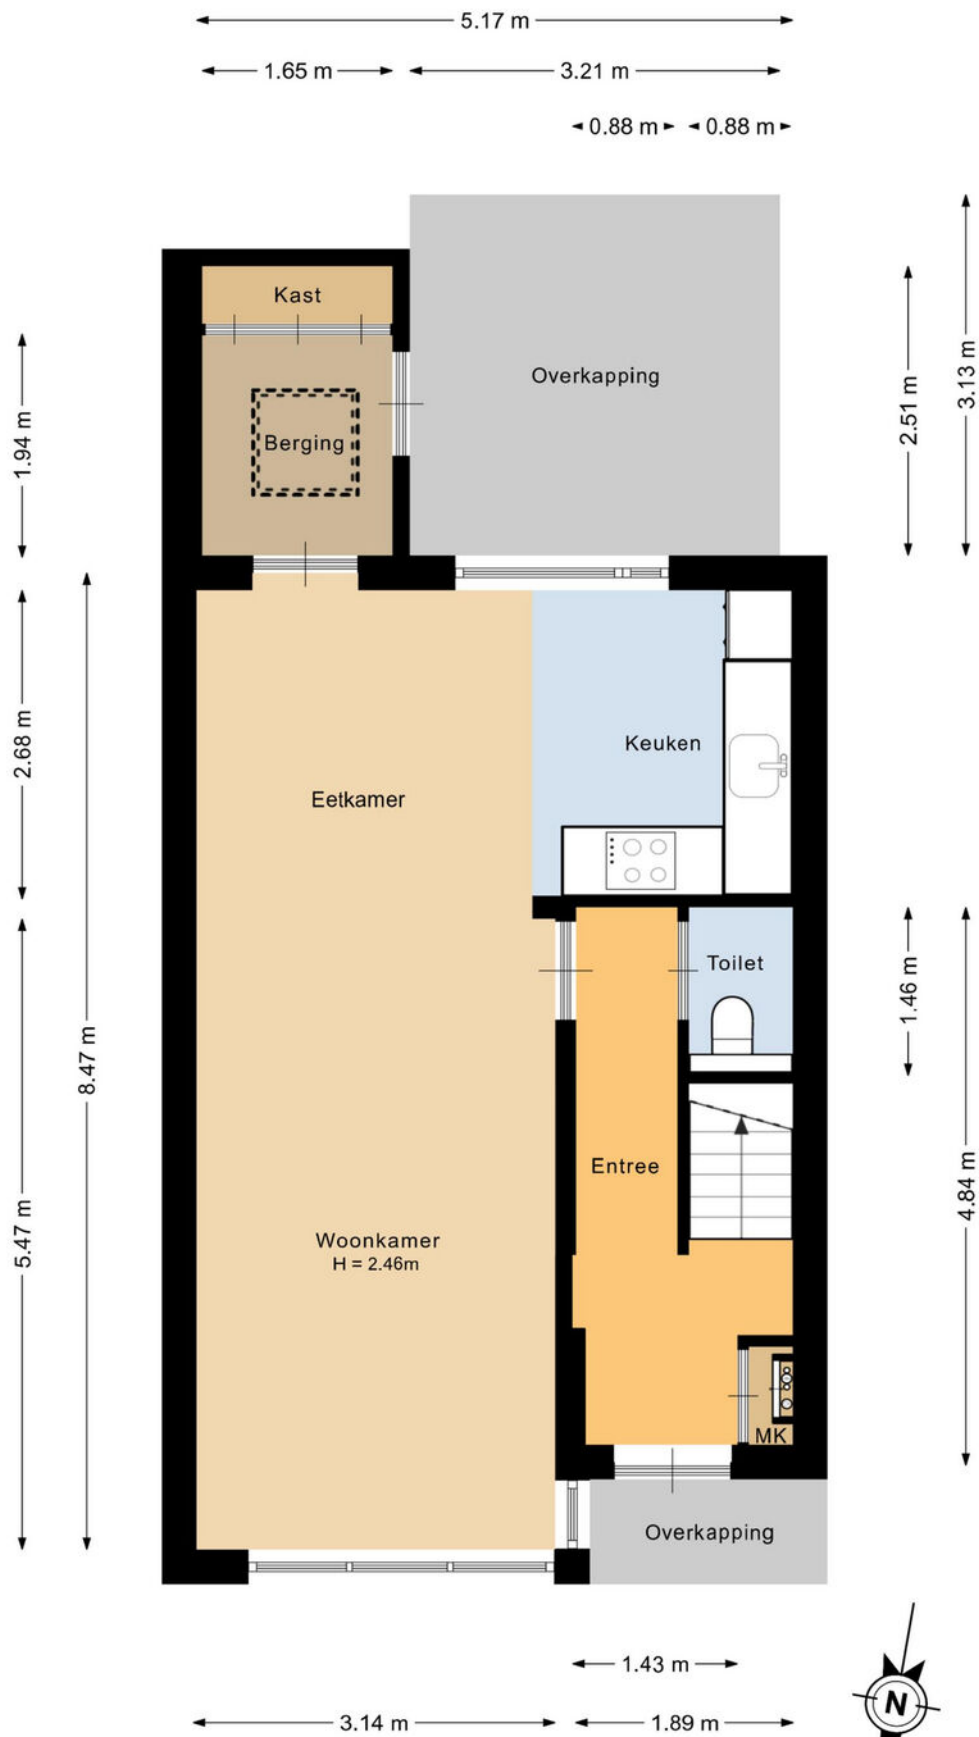 5.17 m
1.65 m
3.21 m
0.88 m
0.88 m
Kast
Overkapping
Berging
1.94 m
2.51 m
3.13 m
Keuken
Eetkamer
2.68 m
Toilet
1.46 m
8.47 m
Entree
5.47 m
4.84 m
Woonkamer
H = 2.46m
MK
Overkapping
1.43 m
3.14 m
1.89 m
N